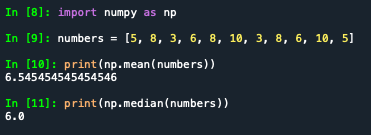 In [8]: import numpy as np
In [9]: numbers = [5, 8, 3, 6, 8, 10, 3, 8, 6, 10, 5]
In [10]: print(np.mean(numbers))
6.545454545454546
In [11]: print(np.median(numbers))
6.0